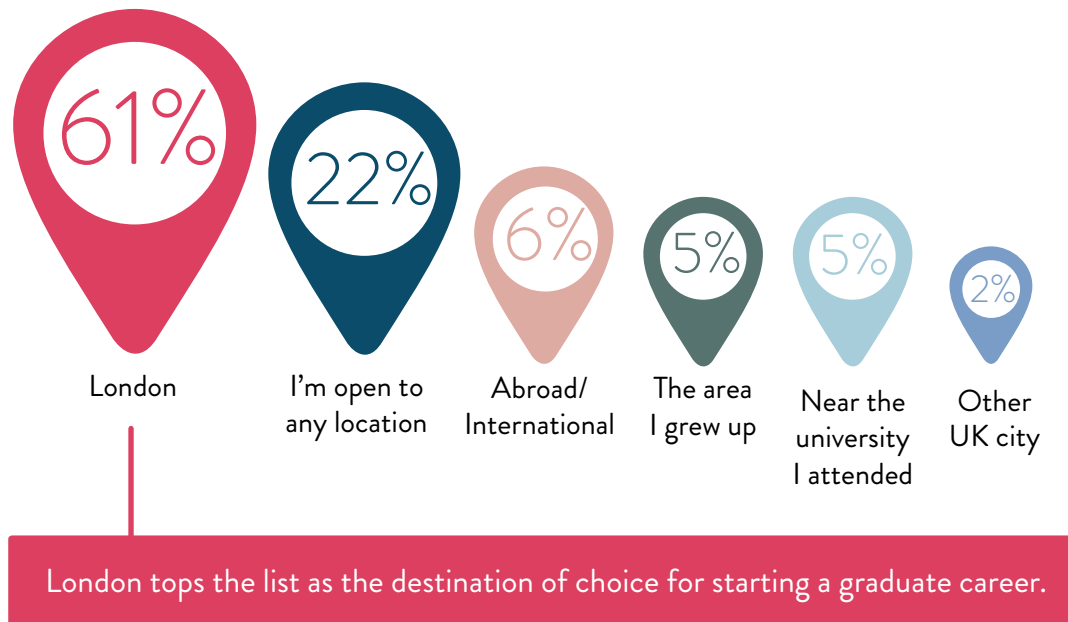 61%
22%
6%
5%
5%
2%
London
I’m open to
any location
Abroad/
International
The area
I grew up
Near the
university
I attended
Other
UK city
London tops the list as the destination of choice for starting a graduate career.